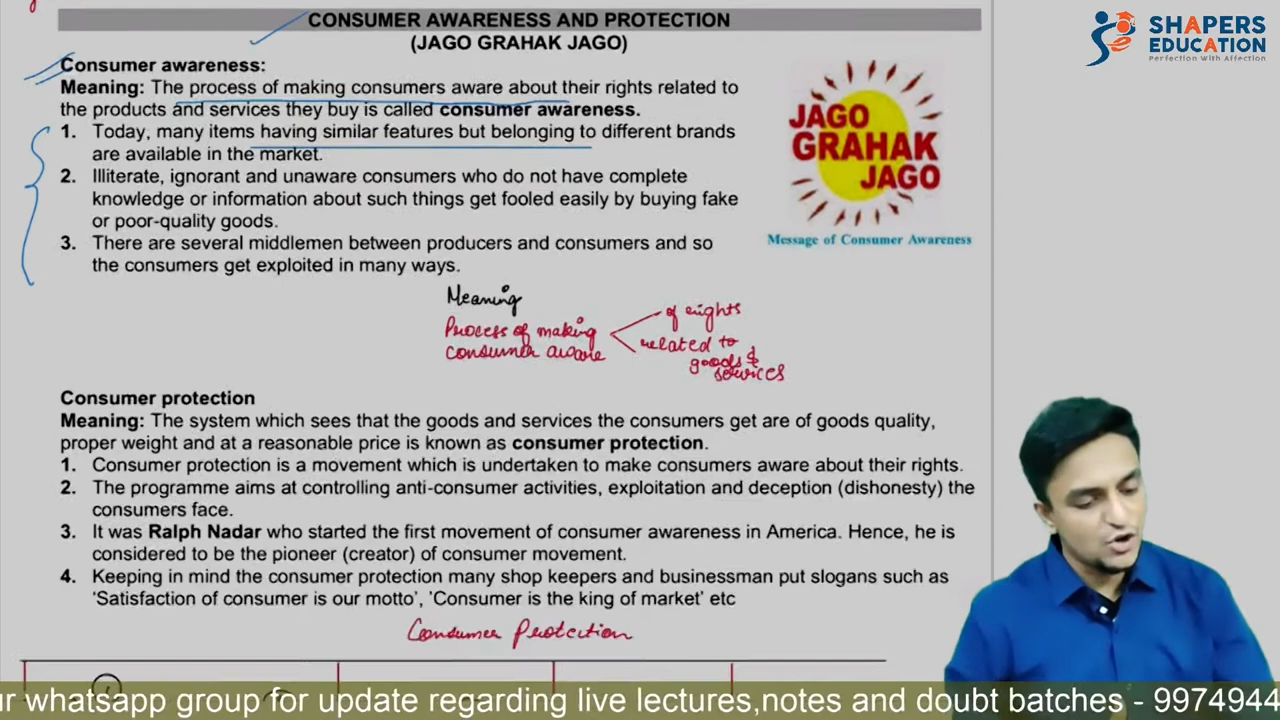 CONSUMER AWARENESS AND PROTECTION
(JAGO GRAHAK JAGO)
SHAPERS
EDUCATION
Perfection With Affection
Consumer awareness:
Meaning: The process of making consumers aware about their rights related to
the products and services they buy is called consumer awareness.
1. Today, many items having similar features but belonging to different brands
are available in the market.
2. Illiterate, ignorant and unaware consumers who do not have complete
knowledge or information about such things get fooled easily by buying fake
or poor-quality goods.
3. There are several middlemen between producers and consumers and so
the consumers get exploited in many ways.
JAGO
GRAHAK
JAGO
Message of Consumer Awareness
Meaning
Process of making
consumer aware
of rights
related to
goods &
services
Consumer protection
Meaning: The system which sees that the goods and services the consumers get are of goods quality,
proper weight and at a reasonable price is known as consumer protection.
1. Consumer protection is a movement which is undertaken to make consumers aware about their rights.
2. The programme aims at controlling anti-consumer activities, exploitation and deception (dishonesty) the
consumers face.
3. It was Ralph Nadar who started the first movement of consumer awareness in America. Hence, he is
considered to be the pioneer (creator) of consumer movement.
4. Keeping in mind the consumer protection many shop keepers and businessman put slogans such as
'Satisfaction of consumer is our motto', 'Consumer is the king of market' etc
Consumer Protection
whatsapp group for update regarding live lectures,notes and doubt batches - 9974944